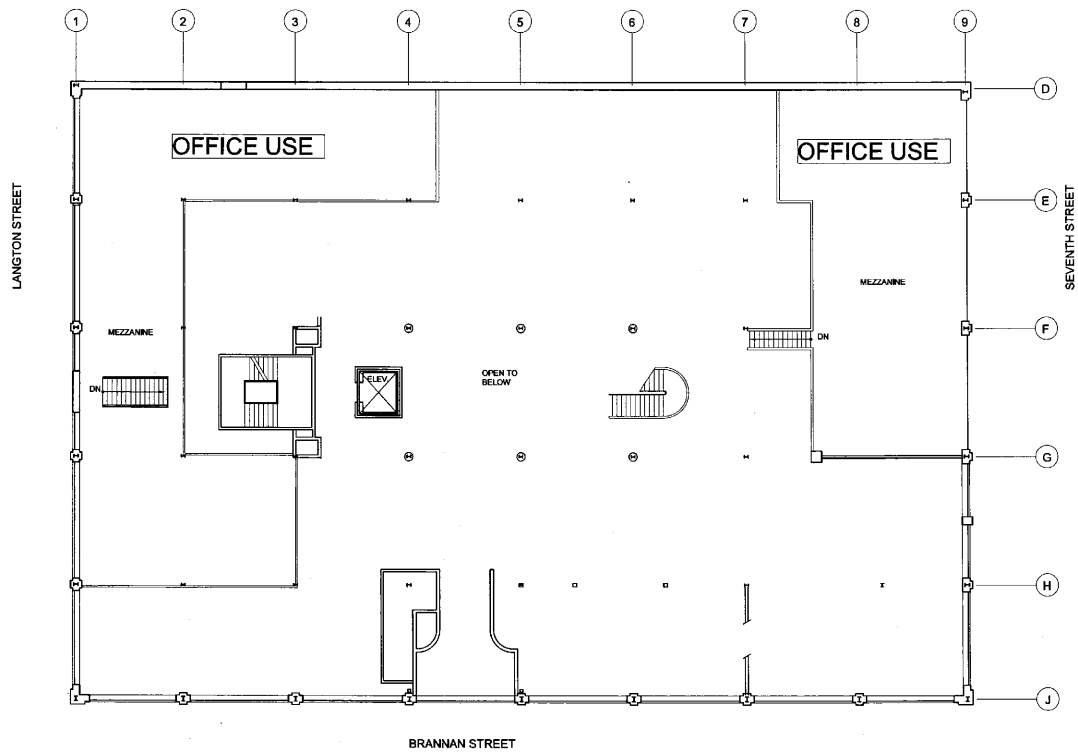 1 2 3 4 5 6 7 8 9
D
OFFICE USE
OFFICE USE
LANGTON STREET
E
SEVENTH STREET
MEZZANINE
MEZZANINE
F
DN
OPEN TO
BELOW
ELEV.
DN
G
H
J
BRANNAN STREET